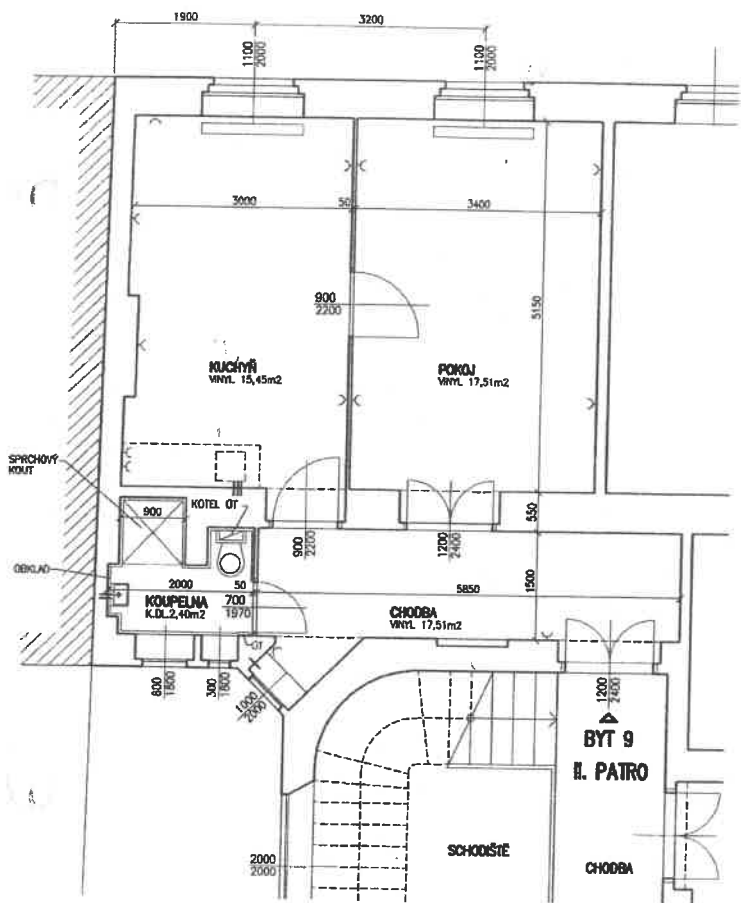 1900
3200
1100
2000
1100
2000
3000
50
3400
900
2200
5150
KUCHYŇ
VINYL 15,45m2
POKOJ
VINYL 17,51m2
SPRCHOVÝ
KOUT
KOTEL ÚT
900
900
2200
1200
2400
550
OBKLAD
2000
50
5850
1500
KOUPELNA
K.DL.2,40m2
700
1970
CHODBA
VINYL 17,51m2
ÚT
800
1800
300
1800
1000
2000
1200
2400
BYT 9
II. PATRO
SCHODIŠTĚ
CHODBA
2000
2000